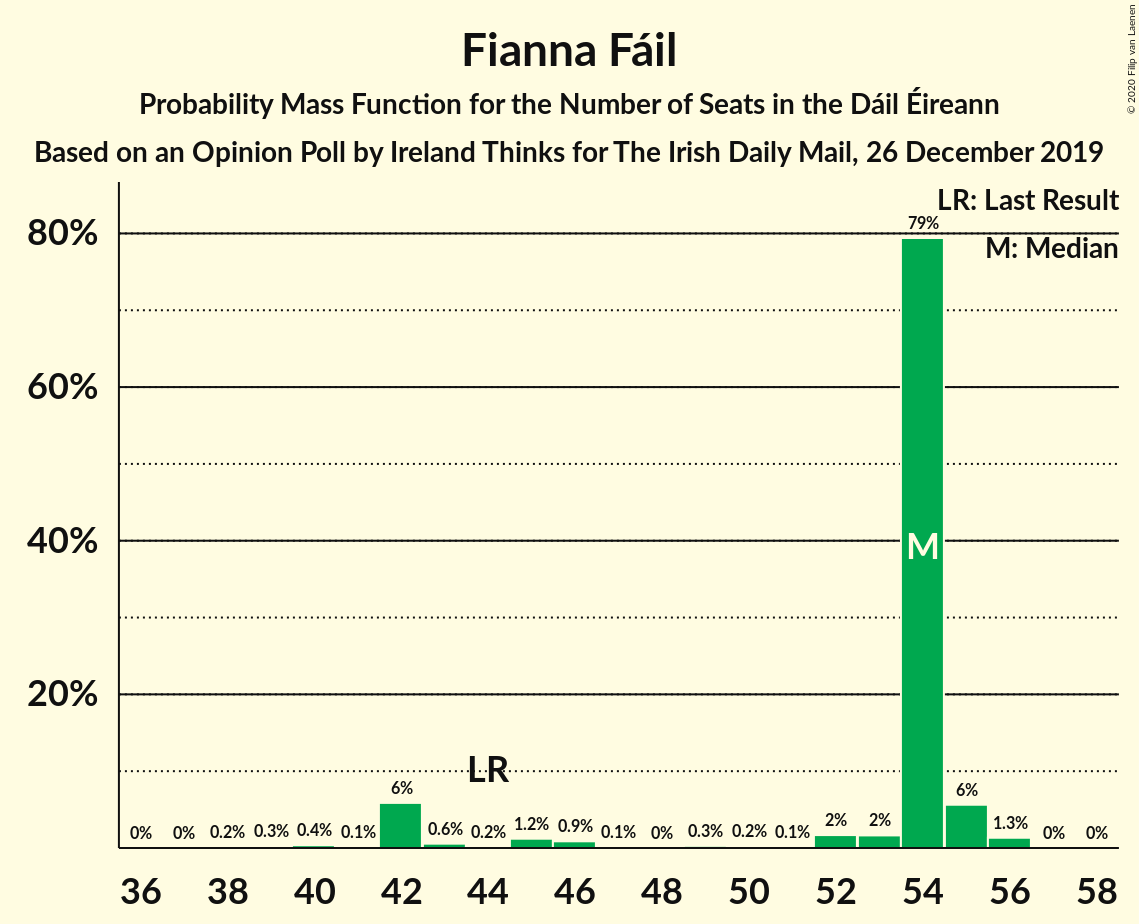 Fianna Fáil
Probability Mass Function for the Number of Seats in the Dáil Éireann
Based on an Opinion Poll by Ireland Thinks for The Irish Daily Mail, 26 December 2019
© 2020 Filip van Laenen
LR: Last Result
M: Median
80%
60%
40%
20%
0% 0% 0.2% 0.3% 0.4% 0.1% 6% 0.6% 0.2% 1.2% 0.9% 0.1% 0% 0.3% 0.2% 0.1% 2% 2% 79% 6% 1.3% 0% 0%
LR
M
36 38 40 42 44 46 48 50 52 54 56 58